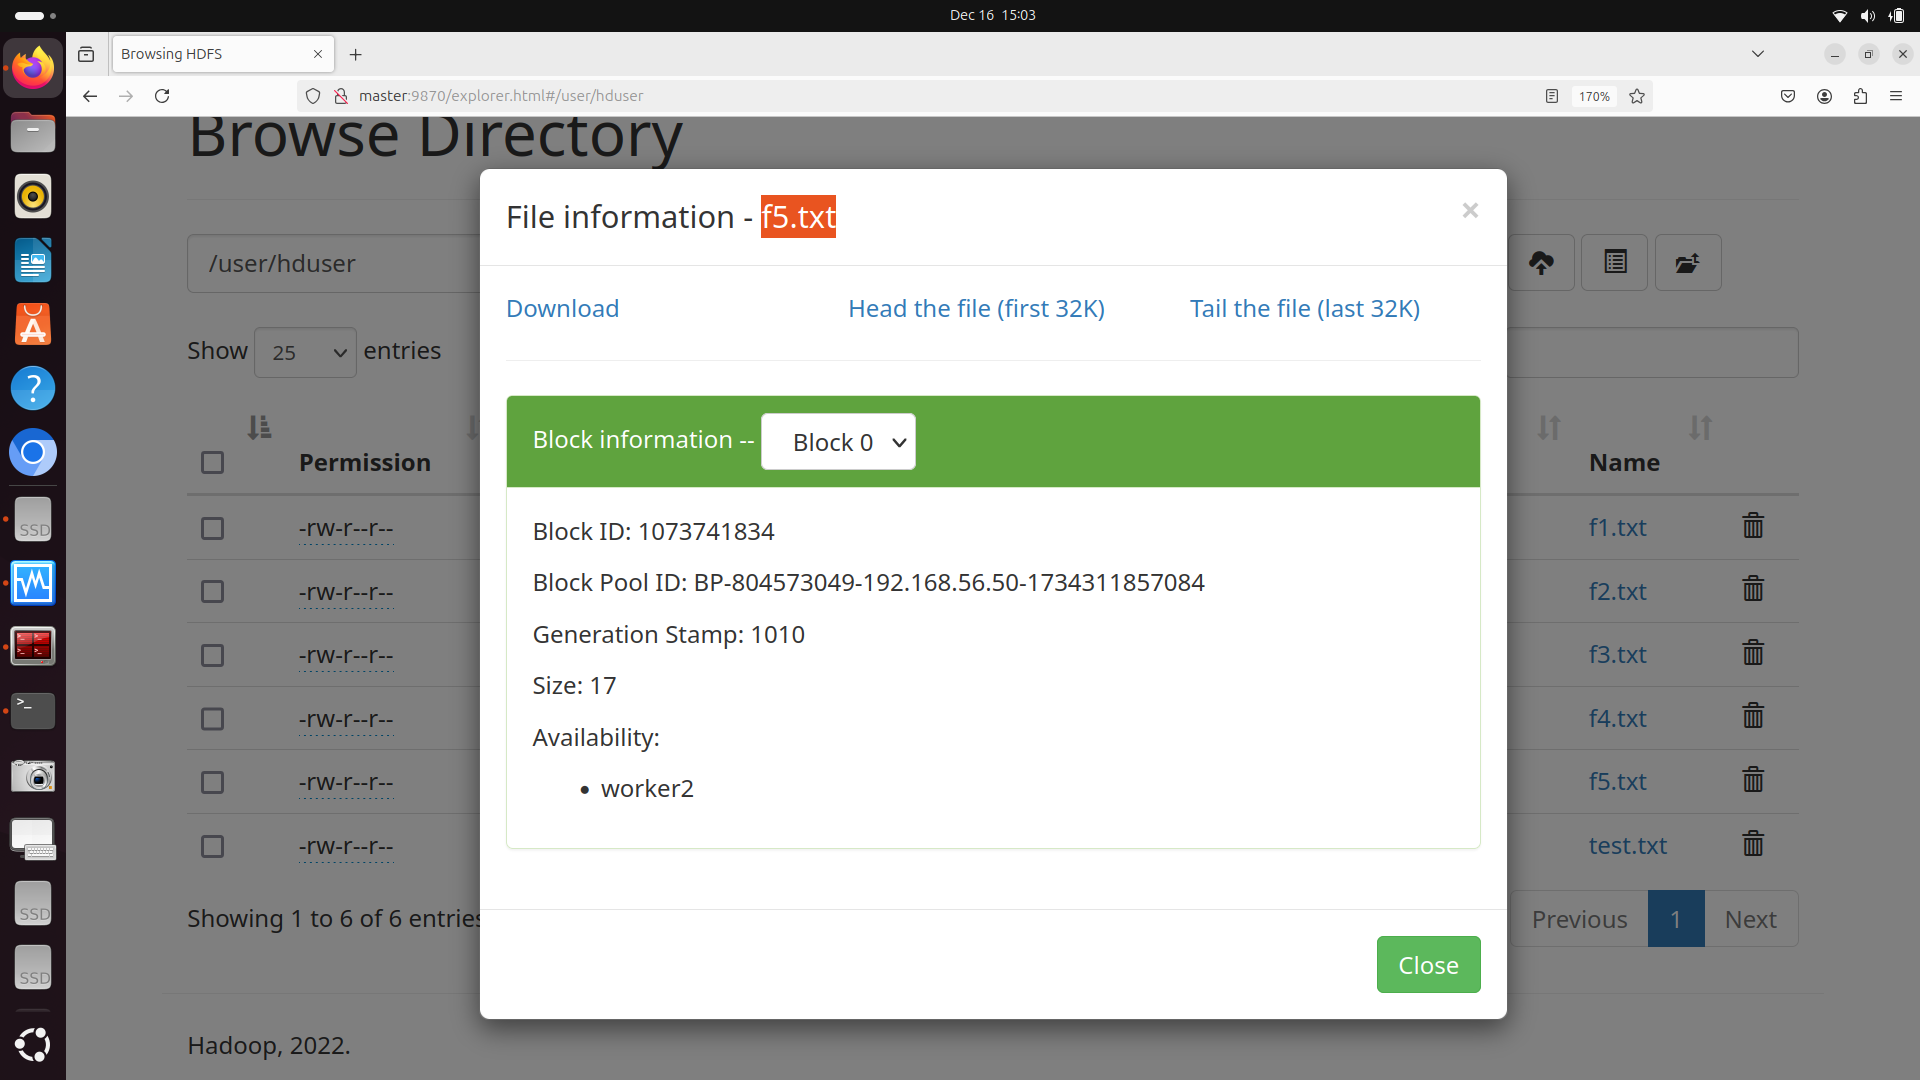 Dec 16 15:03
Browsing HDFS
master:9870/explorer.html#/user/hduser
170%
Browse Directory
File information - f5.txt
×
/user/hduser
Download
Head the file (first 32K)
Tail the file (last 32K)
Show 25 entries
Block information -- Block 0
Permission
Name
Block ID: 1073741834
-rw-r--r--
f1.txt
Block Pool ID: BP-804573049-192.168.56.50-1734311857084
-rw-r--r--
f2.txt
Generation Stamp: 1010
-rw-r--r--
f3.txt
Size: 17
-rw-r--r--
f4.txt
Availability:
-rw-r--r--
f5.txt
• worker2
-rw-r--r--
test.txt
Showing 1 to 6 of 6 entries
Previous 1 Next
Close
Hadoop, 2022.
SSD
SSD
SSD